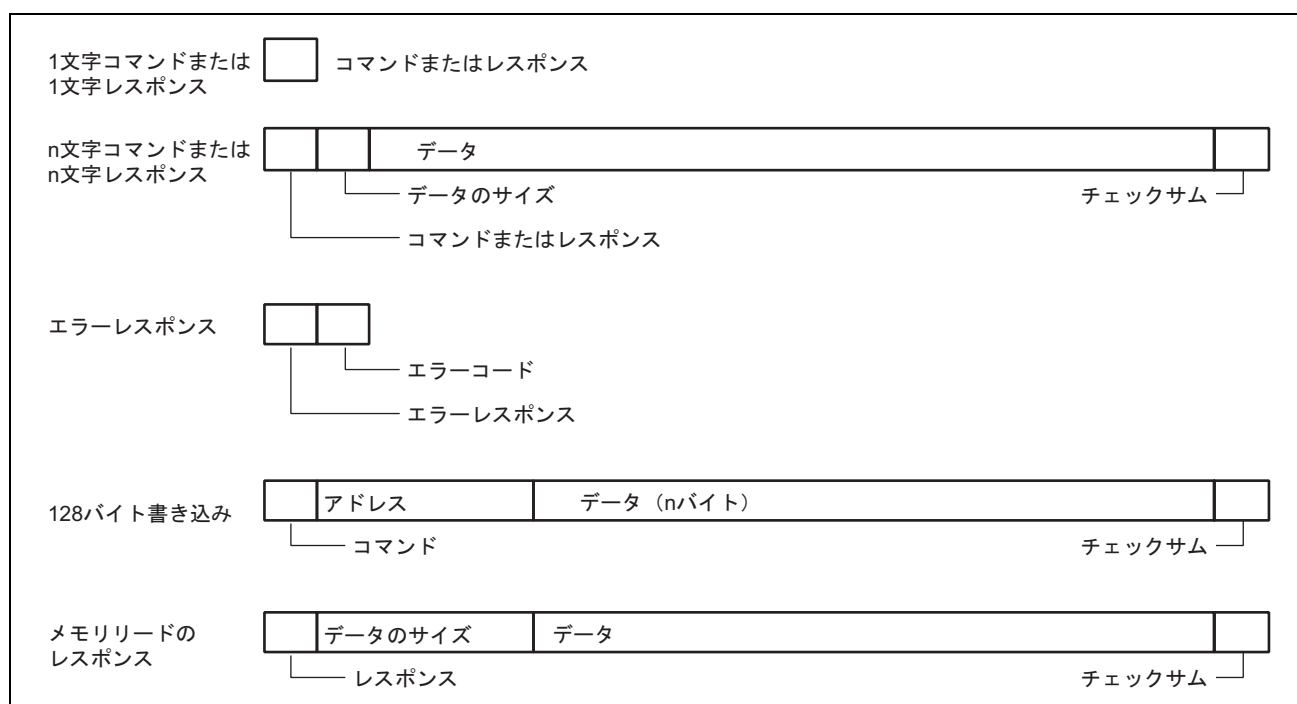 1文字コマンドまたは
1文字レスポンス
コマンドまたはレスポンス
n文字コマンドまたは
n文字レスポンス
データ
データのサイズ
チェックサム
コマンドまたはレスポンス
エラーレスポンス
エラーコード
エラーレスポンス
128バイト書き込み
アドレス
データ（nバイト）
コマンド
チェックサム
メモリリードの
レスポンス
データのサイズ
データ
レスポンス
チェックサム